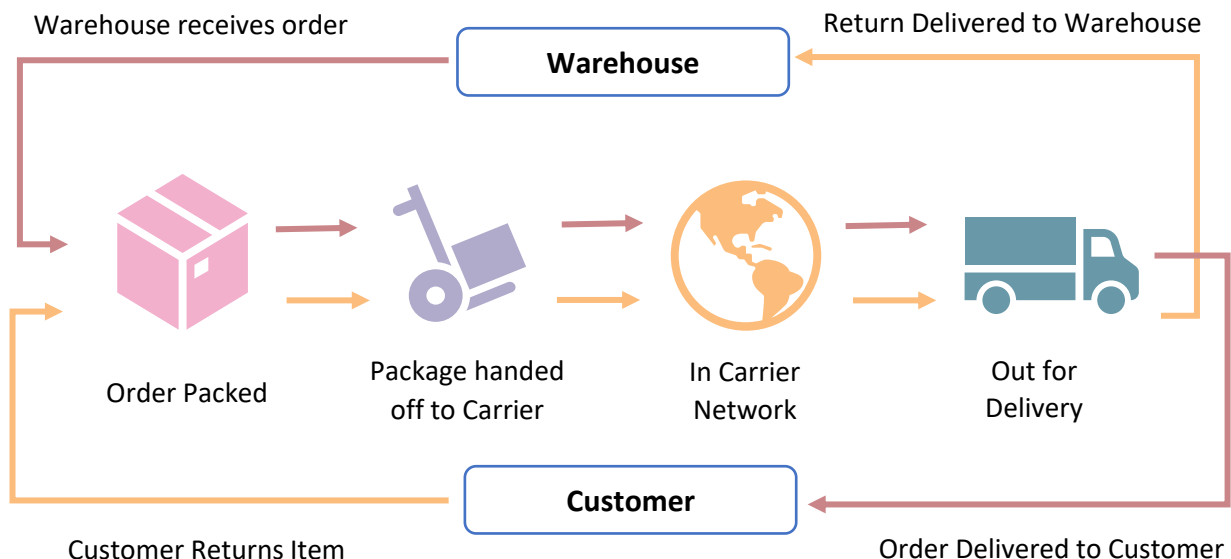 Warehouse receives order
Return Delivered to Warehouse
Warehouse
Order Packed
Package handed
off to Carrier
In Carrier
Network
Out for
Delivery
Customer
Customer Returns Item
Order Delivered to Customer